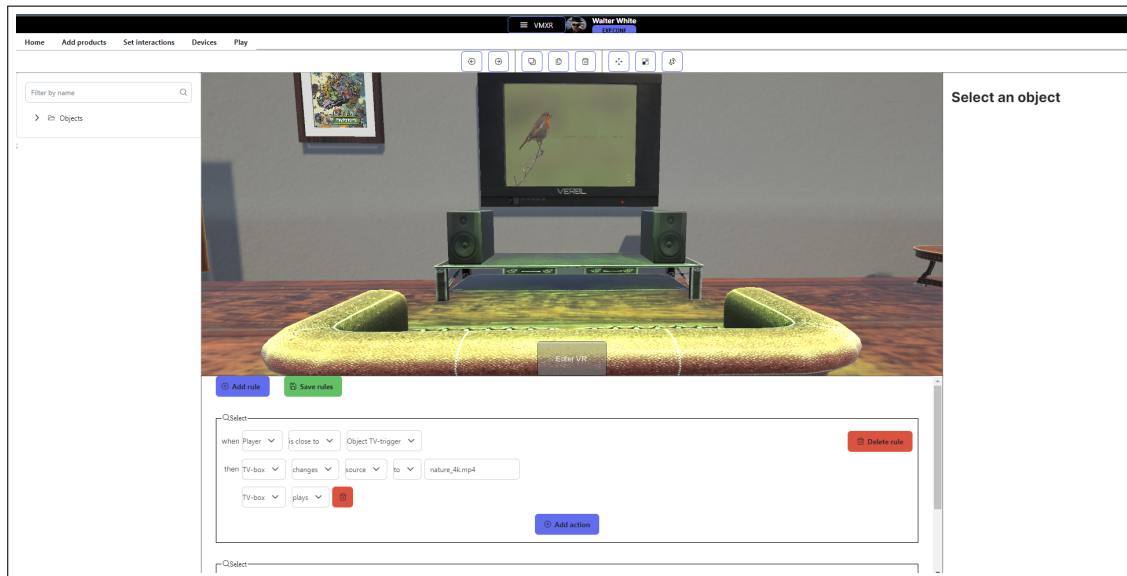 VMXR
Walter White
EXECONE
Home Add products Set interactions Devices Play
Filter by name
Objects
Select an object
VERBL
Enter VR
Add rule Save rules
Select
when Player is close to Object TV-trigger Delete rule
then TV-box changes source to nature_4k.mp4
TV-box plays
Add action
Select